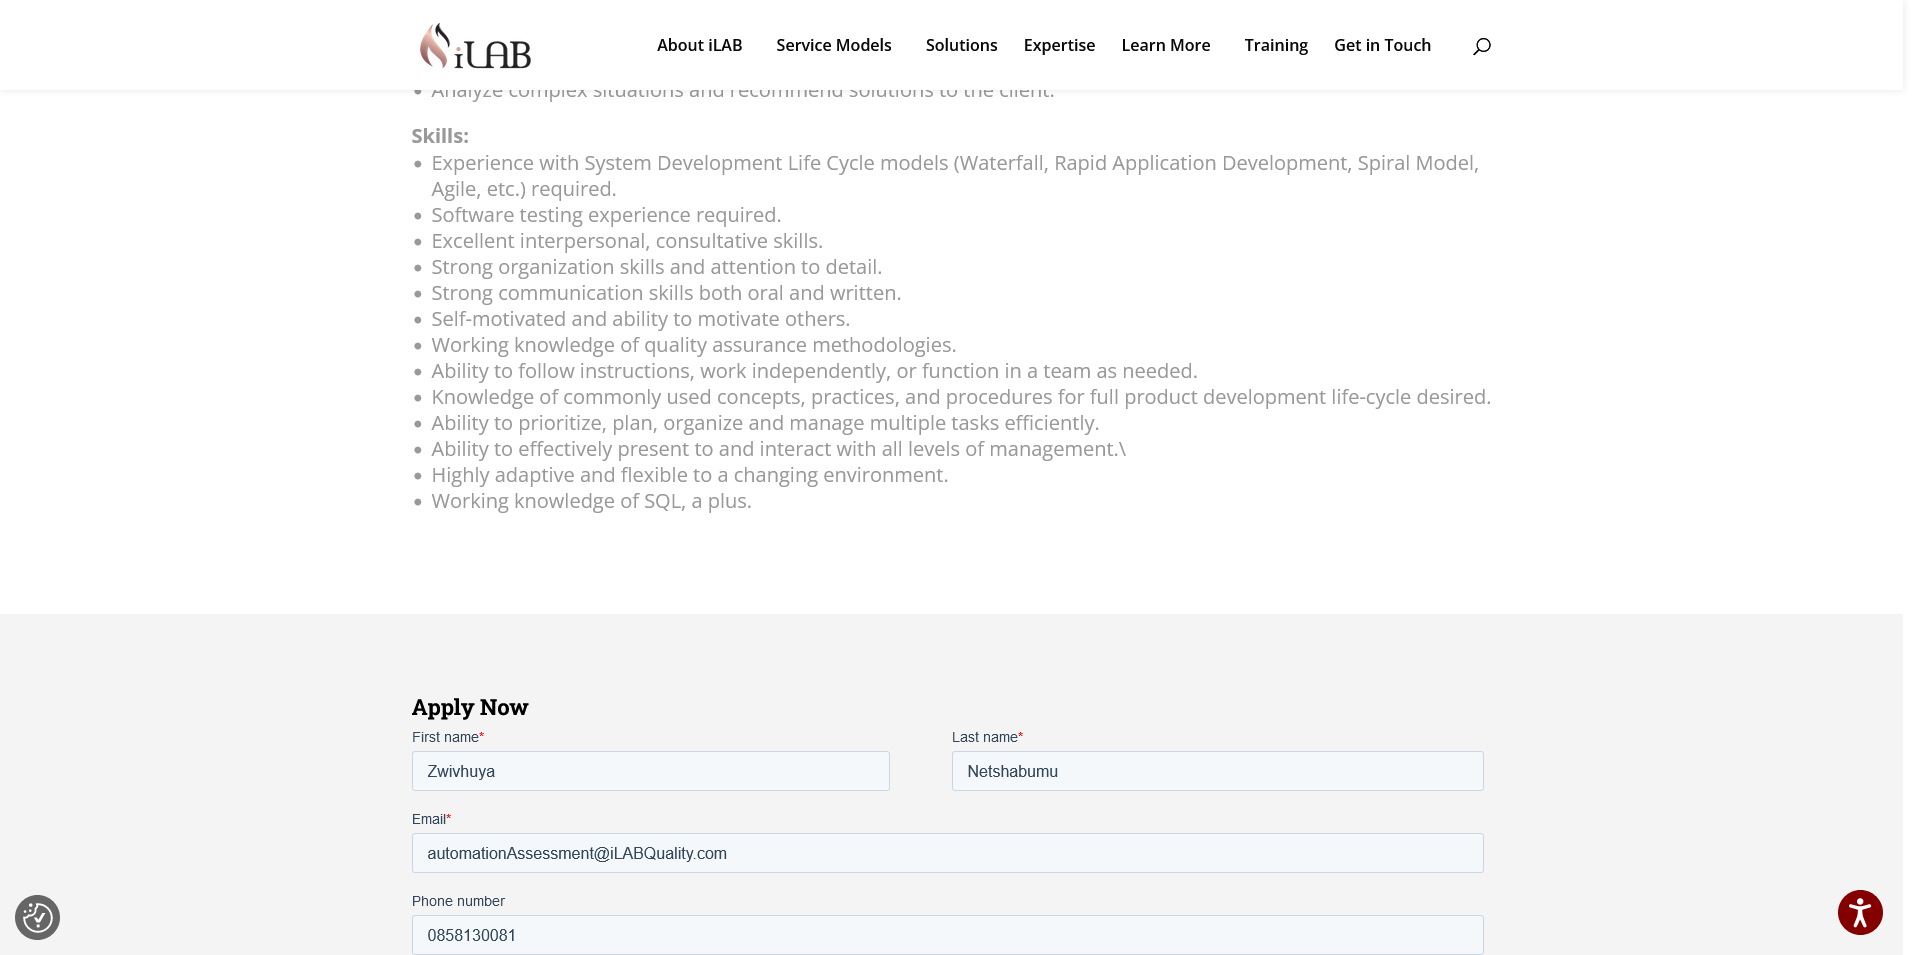 iLAB
About iLAB Service Models Solutions Expertise Learn More Training Get in Touch
Analyze complex situations and recommend solutions to the client.
Skills:
Experience with System Development Life Cycle models (Waterfall, Rapid Application Development, Spiral Model,
Agile, etc.) required.
Software testing experience required.
Excellent interpersonal, consultative skills.
Strong organization skills and attention to detail.
Strong communication skills both oral and written.
Self-motivated and ability to motivate others.
Working knowledge of quality assurance methodologies.
Ability to follow instructions, work independently, or function in a team as needed.
Knowledge of commonly used concepts, practices, and procedures for full product development life-cycle desired.
Ability to prioritize, plan, organize and manage multiple tasks efficiently.
Ability to effectively present to and interact with all levels of management.\
Highly adaptive and flexible to a changing environment.
Working knowledge of SQL, a plus.
Apply Now
First name* Last name*
Zwivhuya Netshabumu
Email*
automationAssessment@iLABQuality.com
Phone number
0858130081